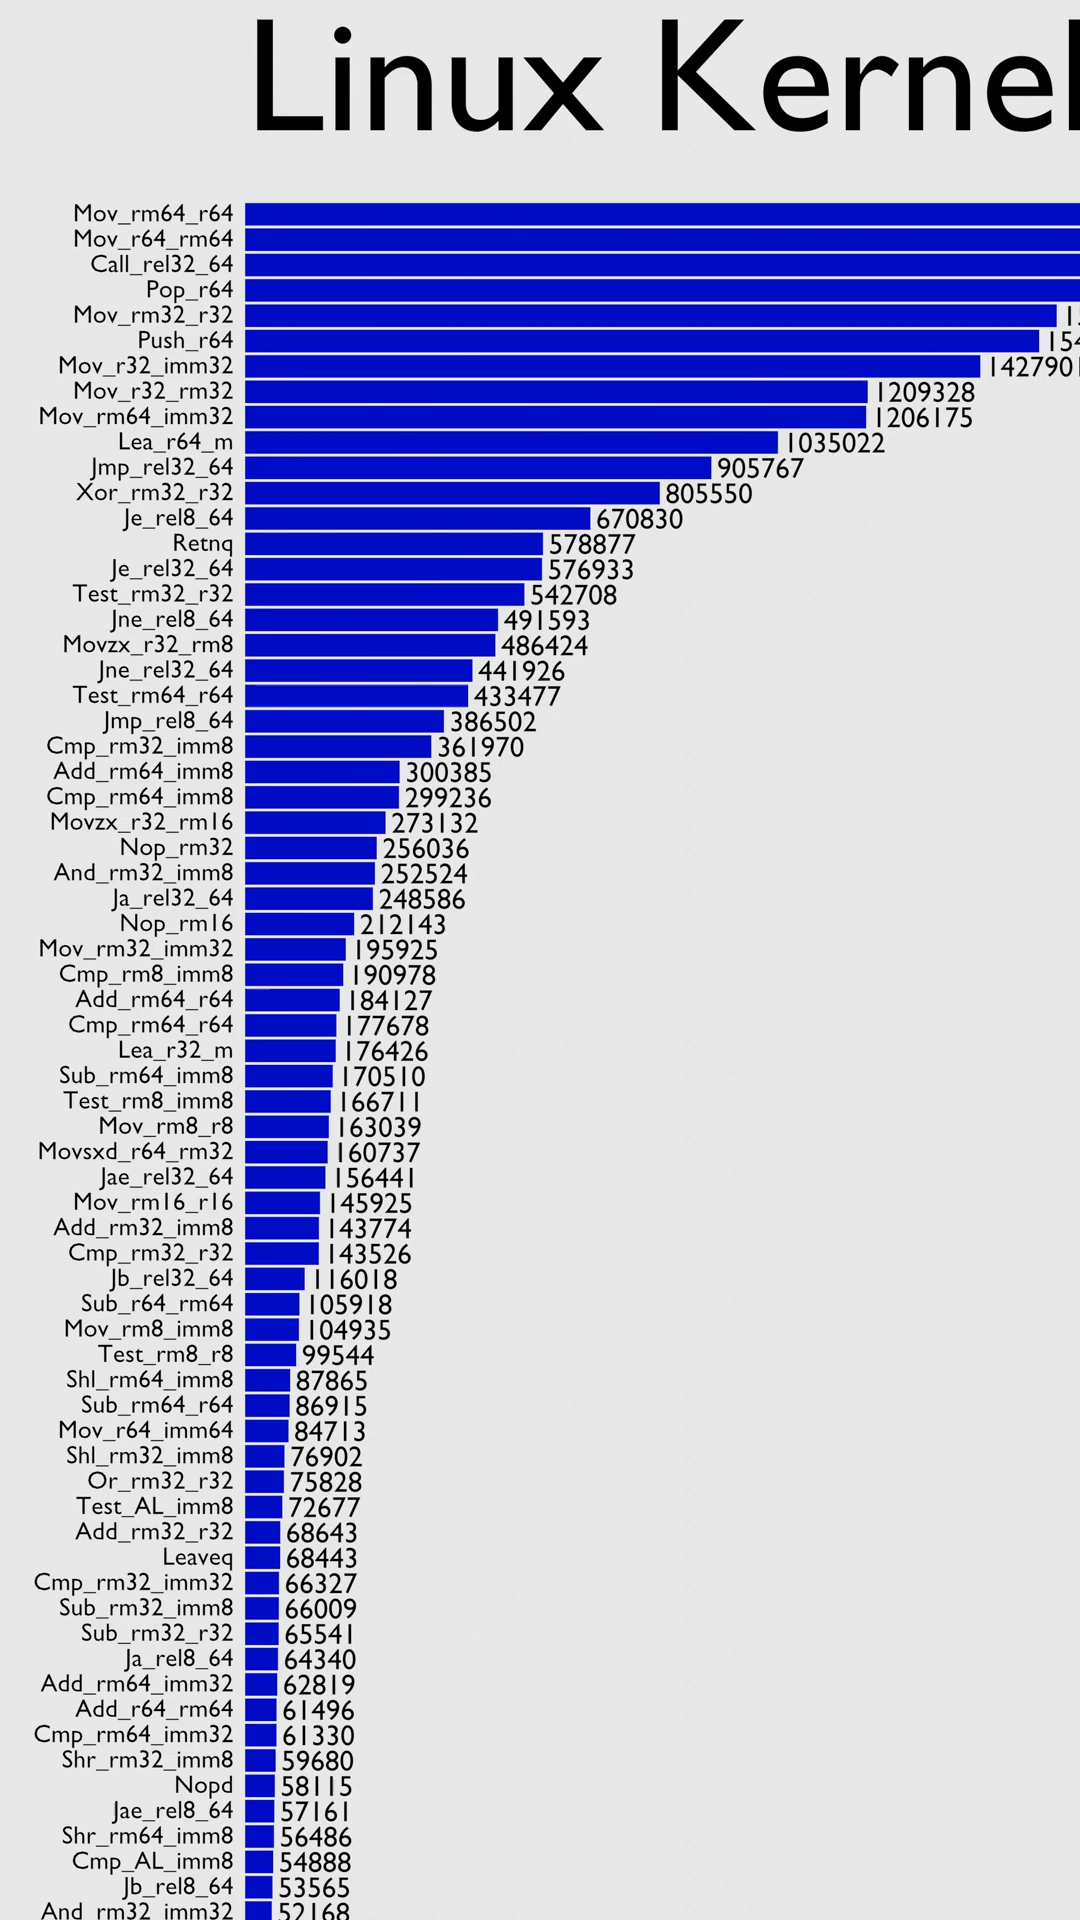 Linux Kernel
Mov_rm64_r64
Mov_r64_rm64
Call_rel32_64
Pop_r64
Mov_rm32_r32
Push_r64 154
Mov_r32_imm32 1427901
Mov_r32_rm32 1209328
Mov_rm64_imm32 1206175
Lea_r64_m 1035022
Jmp_rel32_64 905767
Xor_rm32_r32 805550
Je_rel8_64 670830
Retnq 578877
Je_rel32_64 576933
Test_rm32_r32 542708
Jne_rel8_64 491593
Movzx_r32_rm8 486424
Jne_rel32_64 441926
Test_rm64_r64 433477
Jmp_rel8_64 386502
Cmp_rm32_imm8 361970
Add_rm64_imm8 300385
Cmp_rm64_imm8 299236
Movzx_r32_rm16 273132
Nop_rm32 256036
And_rm32_imm8 252524
Ja_rel32_64 248586
Nop_rm16 212143
Mov_rm32_imm32 195925
Cmp_rm8_imm8 190978
Add_rm64_r64 184127
Cmp_rm64_r64 177678
Lea_r32_m 176426
Sub_rm64_imm8 170510
Test_rm8_imm8 166711
Mov_rm8_r8 163039
Movsxd_r64_rm32 160737
Jae_rel32_64 156441
Mov_rm16_r16 145925
Add_rm32_imm8 143774
Cmp_rm32_r32 143526
Jb_rel32_64 116018
Sub_r64_rm64 105918
Mov_rm8_imm8 104935
Test_rm8_r8 99544
Shl_rm64_imm8 87865
Sub_rm64_r64 86915
Mov_r64_imm64 84713
Shl_rm32_imm8 76902
Or_rm32_r32 75828
Test_AL_imm8 72677
Add_rm32_r32 68643
Leaveq 68443
Cmp_rm32_imm32 66327
Sub_rm32_imm8 66009
Sub_rm32_r32 65541
Ja_rel8_64 64340
Add_rm64_imm32 62819
Add_r64_rm64 61496
Cmp_rm64_imm32 61330
Shr_rm32_imm8 59680
Nopd 58115
Jae_rel8_64 57161
Shr_rm64_imm8 56486
Cmp_AL_imm8 54888
Jb_rel8_64 53565
And_rm32_imm32 52168